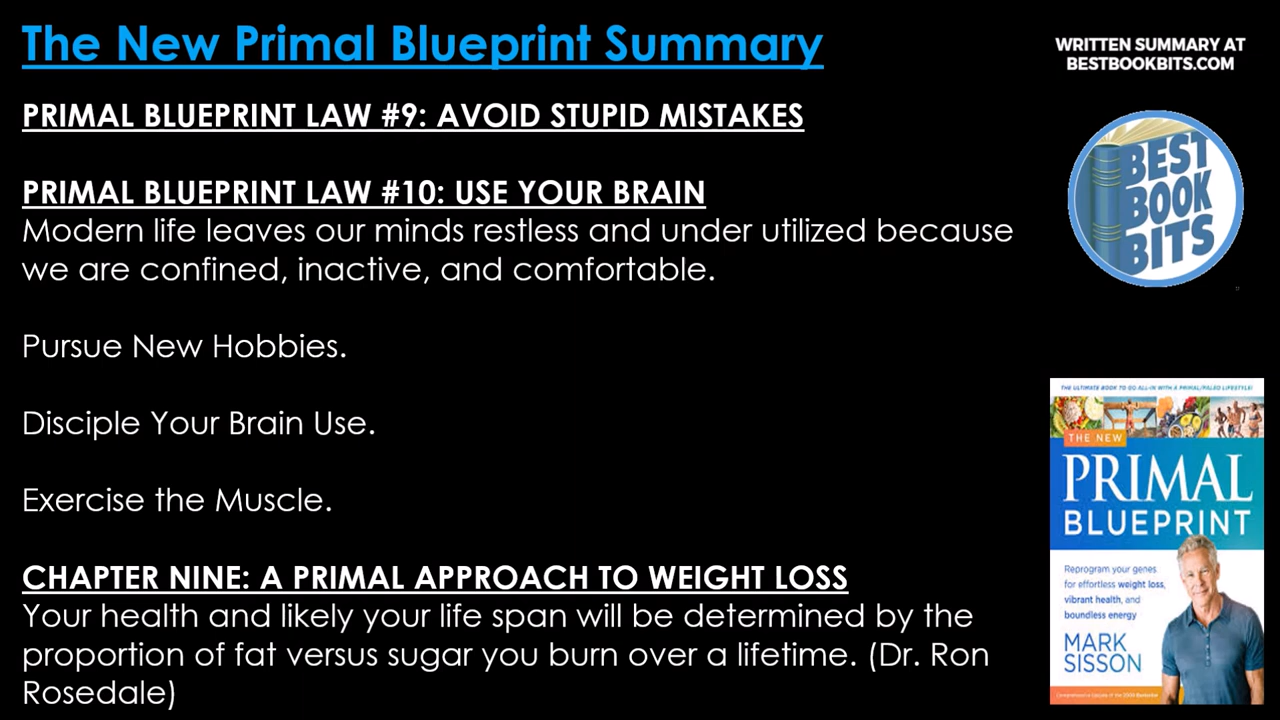 The New Primal Blueprint Summary
WRITTEN SUMMARY AT
BESTBOOKBITS.COM
PRIMAL BLUEPRINT LAW #9: AVOID STUPID MISTAKES
PRIMAL BLUEPRINT LAW #10: USE YOUR BRAIN
Modern life leaves our minds restless and under utilized because
we are confined, inactive, and comfortable.
Pursue New Hobbies.
Disciple Your Brain Use.
Exercise the Muscle.
CHAPTER NINE: A PRIMAL APPROACH TO WEIGHT LOSS
Your health and likely your life span will be determined by the
proportion of fat versus sugar you burn over a lifetime. (Dr. Ron
Rosedale)
BEST
BOOK
BITS
THE ULTIMATE BOOK TO GO ALL-IN WITH A PRIMAL/PALEO LIFESTYLE!
THE NEW
PRIMAL
BLUEPRINT
Reprogram your genes
for effortless weight loss,
vibrant health, and
boundless energy
MARK
SISSON